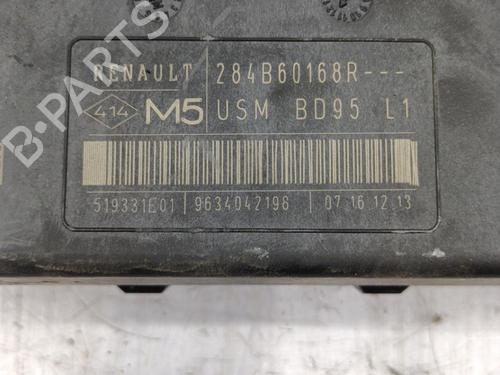 RENAULT 284B60168R---
414 M5 USM BD95 L1
519331E01 9634042198 07 16 12 13
B-Parts